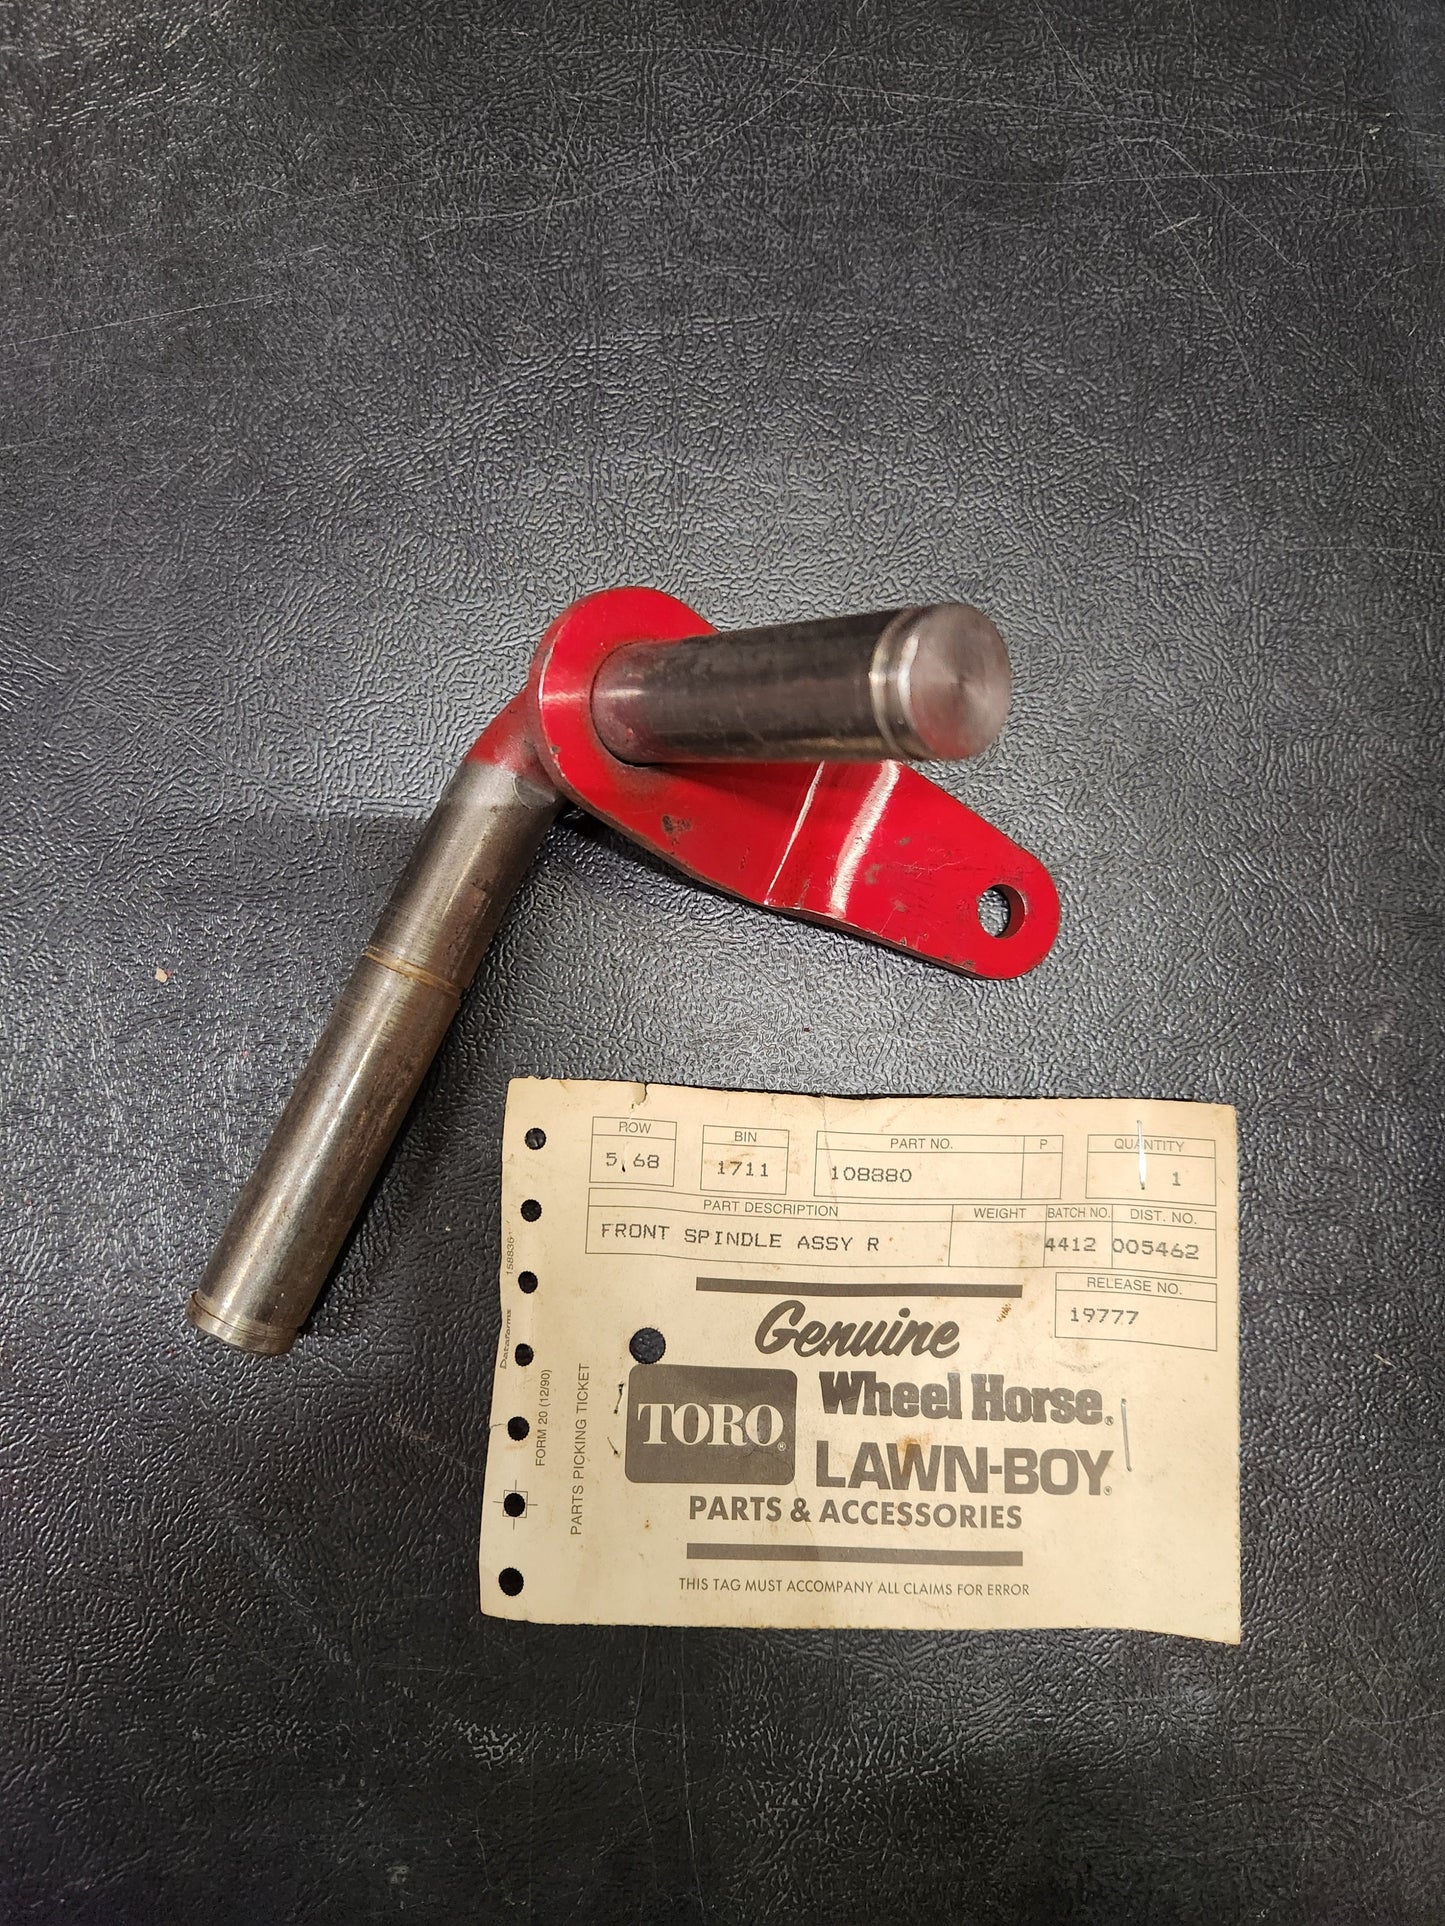 ROW BIN PART NO. P QUANTITY
5,68 1711 108880 1
PART DESCRIPTION WEIGHT BATCH NO. DIST. NO.
FRONT SPINDLE ASSY R 4412 005462
RELEASE NO.
19777
Genuine
TORO®
Wheel Horse®
LAWN-BOY®
PARTS & ACCESSORIES
THIS TAG MUST ACCOMPANY ALL CLAIMS FOR ERROR
PARTS PICKING TICKET
FORM 20 (12/90)
Dataforms 158836